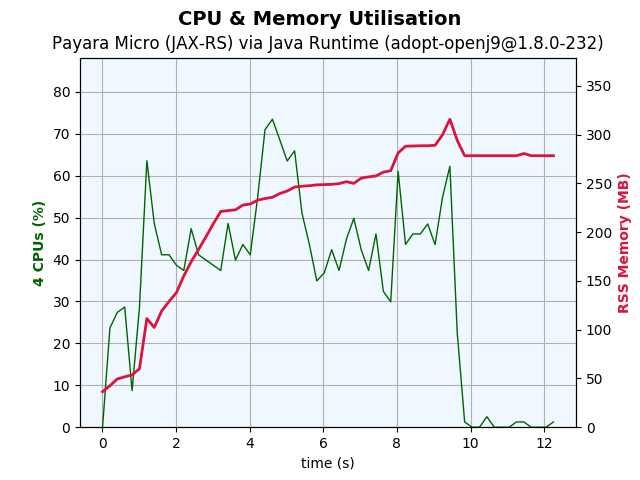 CPU & Memory Utilisation
Payara Micro (JAX-RS) via Java Runtime (adopt-openj9@1.8.0-232)
4 CPUs (%)
80
70
60
50
40
30
20
10
0
350
300
250
200
150
100
50
0
RSS Memory (MB)
0 2 4 6 8 10 12
time (s)